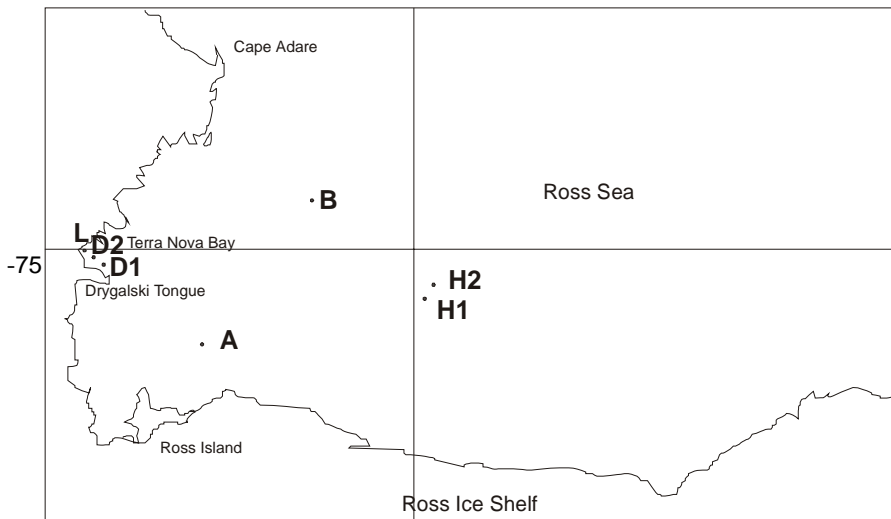 Cape Adare
B
Ross Sea
L
D2
Terra Nova Bay
-75
D1
Drygalski Tongue
H2
H1
A
Ross Island
Ross Ice Shelf